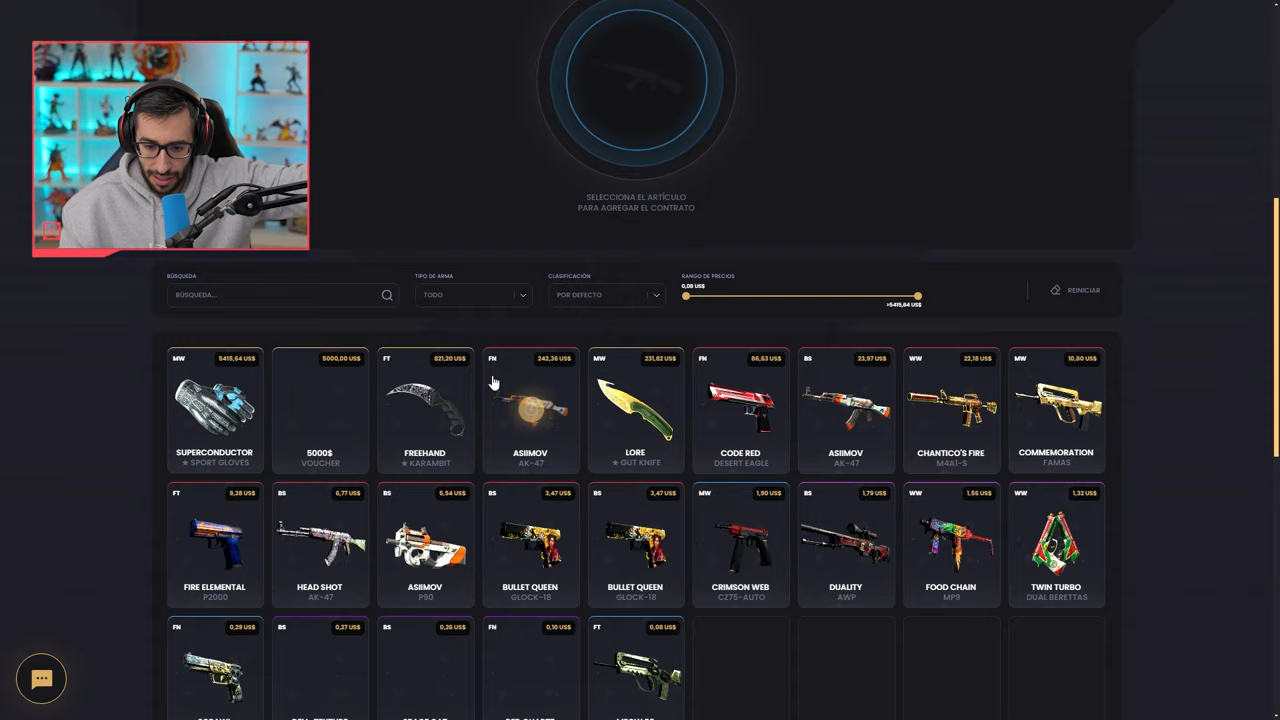 SELECCIONA EL ARTÍCULO
PARA AGREGAR EL CONTRATO
BÚSQUEDA
TIPO DE ARMA
CLASIFICACIÓN
RANGO DE PRECIOS
BÚSQUEDA...
TODO
POR DEFECTO
0,08 US$
>5415,64 US$
REINICIAR
MW 5415,64 US$
SUPERCONDUCTOR
★ SPORT GLOVES
5000,00 US$
5000$
VOUCHER
FT 821,20 US$
FREEHAND
★ KARAMBIT
FN 242,36 US$
ASIIMOV
AK-47
MW 231,82 US$
LORE
★ GUT KNIFE
FN 86,63 US$
CODE RED
DESERT EAGLE
BS 23,97 US$
ASIIMOV
AK-47
WW 22,18 US$
CHANTICO'S FIRE
M4A1-S
MW 10,80 US$
COMMEMORATION
FAMAS
FT 9,38 US$
FIRE ELEMENTAL
P2000
BS 6,77 US$
HEAD SHOT
AK-47
BS 5,54 US$
ASIIMOV
P90
BS 3,47 US$
BULLET QUEEN
GLOCK-18
BS 3,47 US$
BULLET QUEEN
GLOCK-18
MW 1,90 US$
CRIMSON WEB
CZ75-AUTO
BS 1,79 US$
DUALITY
AWP
WW 1,56 US$
FOOD CHAIN
MP9
WW 1,32 US$
TWIN TURBO
DUAL BERETTAS
FN 0,29 US$
BS 0,27 US$
BS 0,26 US$
FN 0,10 US$
FT 0,08 US$